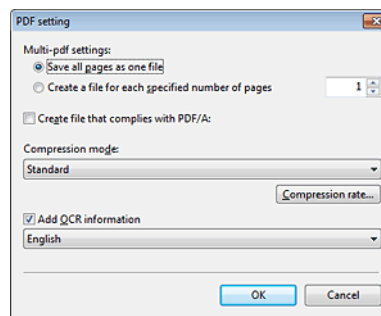 PDF setting
Multi-pdf settings:
Save all pages as one file
Create a file for each specified number of pages
1
Create file that complies with PDF/A:
Compression mode:
Standard
Compression rate...
Add OCR information
English
OK
Cancel